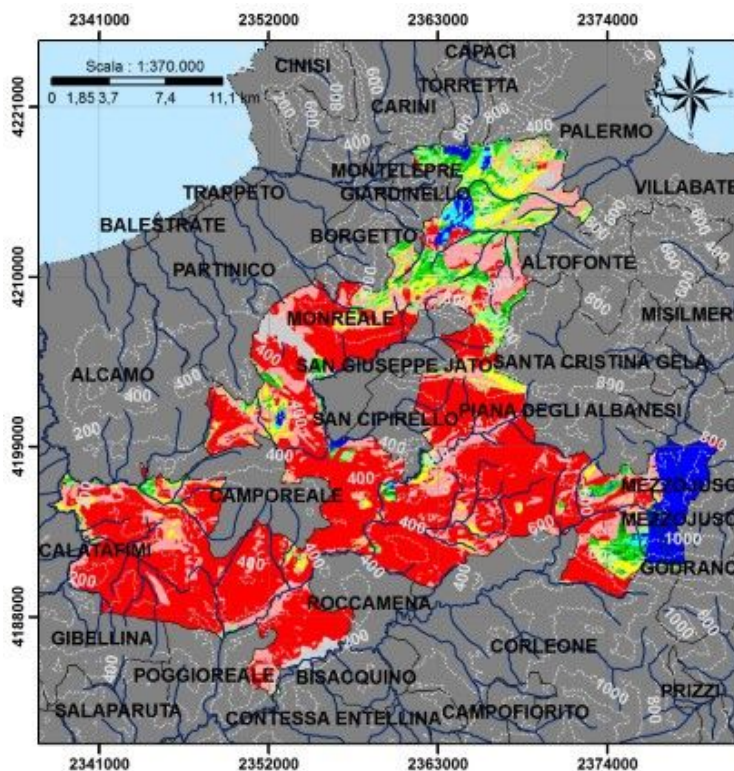 2341000 2352000 2363000 2374000
CAPACI
CINISI
Scala : 1:370.000
TORRETTA
0 1,85 3,7 7,4 11,1 km
CARINI
4221000
PALERMO
MONTELEPRE
TRAPPETO
GIARDINELLO
VILLABATE
BALESTRATE
BORGETTO
4210000
PARTINICO
ALTOFONTE
MISILMERI
MONREALE
SAN GIUSEPPE JATO
SANTA CRISTINA GELA
ALCAMO
SAN CIPIRELLO
PIANA DEGLI ALBANESI
4199000
CAMPOREALE
MEZZOJUSO
MEZZOJUSO
CALATAFIMI
1000
GODRANO
ROCCAMENA
4188000
GIBELLINA
CORLEONE
POGGIOREALE
BISACQUINO
PRIZZI
SALAPARUTA
CONTESSA ENTELLINA
CAMPOFIORITO
2341000 2352000 2363000 2374000